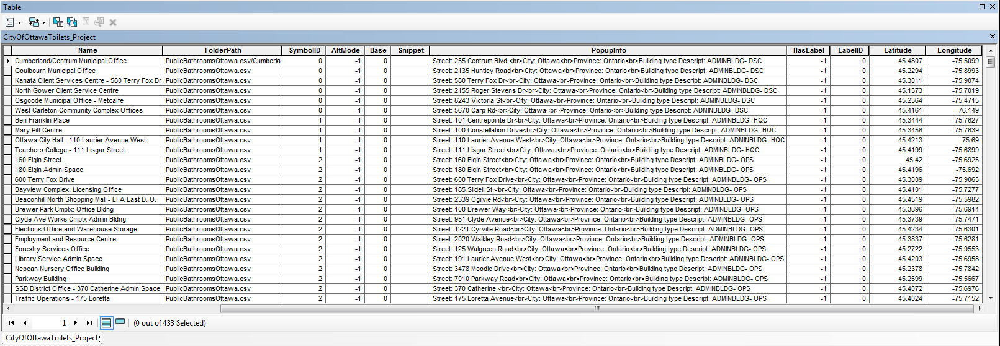 Table
CityOfOttawaToilets_Project
Name FolderPath SymbolID AltMode Base Snippet PopupInfo HasLabel LabelID Latitude Longitude
Cumberland/Centrum Municipal Office PublicBathroomsOttawa.csv/Cumberla 0 -1 0 Street: 255 Centrum Blvd.<br>City: Ottawa<br>Province: Ontario<br>Building type Descript: ADMINBLDG- DSC -1 0 45.4807 -75.5099
Goulbourn Municipal Office PublicBathroomsOttawa.csv 0 -1 0 Street: 2135 Huntley Road<br>City: Ottawa<br>Province: Ontario<br>Building type Descript: ADMINBLDG- DSC -1 0 45.2294 -75.8993
Kanata Client Services Centre - 580 Terry Fox Dr PublicBathroomsOttawa.csv 0 -1 0 Street: 580 Terry Fox Dr<br>City: Ottawa<br>Province: Ontario<br>Building type Descript: ADMINBLDG- DSC -1 0 45.3011 -75.9074
North Gower Client Service Centre PublicBathroomsOttawa.csv 0 -1 0 Street: 2155 Roger Stevens Dr<br>City: Ottawa<br>Province: Ontario<br>Building type Descript: ADMINBLDG- DSC -1 0 45.1373 -75.7019
Osgoode Municipal Office - Metcalfe PublicBathroomsOttawa.csv 0 -1 0 Street: 8243 Victoria St<br>City: Ottawa<br>Province: Ontario<br>Building type Descript: ADMINBLDG- DSC -1 0 45.2364 -75.4715
West Carleton Community Complex Offices PublicBathroomsOttawa.csv 0 -1 0 Street: 5670 Carp Rd<br>City: Ottawa<br>Province: Ontario<br>Building type Descript: ADMINBLDG- DSC -1 0 45.4161 -76.149
Ben Franklin Place PublicBathroomsOttawa.csv 1 -1 0 Street: 101 Centrepointe Dr<br>City: Ottawa<br>Province: Ontario<br>Building type Descript: ADMINBLDG- HQC -1 0 45.3444 -75.7627
Mary Pitt Centre PublicBathroomsOttawa.csv 1 -1 0 Street: 100 Constellation Drive<br>City: Ottawa<br>Province: Ontario<br>Building type Descript: ADMINBLDG- HQC -1 0 45.3456 -75.7639
Ottawa City Hall - 110 Laurier Avenue West PublicBathroomsOttawa.csv 1 -1 0 Street: 110 Laurier Avenue West<br>City: Ottawa<br>Province: Ontario<br>Building type Descript: ADMINBLDG- HQC -1 0 45.4213 -75.69
Teachers College - 111 Lisgar Street PublicBathroomsOttawa.csv 1 -1 0 Street: 111 Lisgar Street<br>City: Ottawa<br>Province: Ontario<br>Building type Descript: ADMINBLDG- HQC -1 0 45.4199 -75.6899
160 Elgin Street PublicBathroomsOttawa.csv 2 -1 0 Street: 160 Elgin Street<br>City: Ottawa<br>Province: Ontario<br>Building type Descript: ADMINBLDG- OPS -1 0 45.42 -75.6925
180 Elgin Admin Space PublicBathroomsOttawa.csv 2 -1 0 Street: 180 Elgin Street<br>City: Ottawa<br>Province: Ontario<br>Building type Descript: ADMINBLDG- OPS -1 0 45.4196 -75.692
600 Terry Fox Drive PublicBathroomsOttawa.csv 2 -1 0 Street: 600 Terry Fox Drive<br>City: Ottawa<br>Province: Ontario<br>Building type Descript: ADMINBLDG- OPS -1 0 45.3009 -75.9063
Bayview Complex: Licensing Office PublicBathroomsOttawa.csv 2 -1 0 Street: 185 Slidell St.<br>City: Ottawa<br>Province: Ontario<br>Building type Descript: ADMINBLDG- OPS -1 0 45.4101 -75.7277
Beaconhill North Shopping Mall - EFA East D. O. PublicBathroomsOttawa.csv 2 -1 0 Street: 2339 Ogilvie Rd<br>City: Ottawa<br>Province: Ontario<br>Building type Descript: ADMINBLDG- OPS -1 0 45.4519 -75.5982
Brewer Park Cmplx: Office Bldng PublicBathroomsOttawa.csv 2 -1 0 Street: 100 Brewer Way<br>City: Ottawa<br>Province: Ontario<br>Building type Descript: ADMINBLDG- OPS -1 0 45.3896 -75.6914
Clyde Ave Works Cmplx Admin Bldng PublicBathroomsOttawa.csv 2 -1 0 Street: 951 Clyde Avenue<br>City: Ottawa<br>Province: Ontario<br>Building type Descript: ADMINBLDG- OPS -1 0 45.3739 -75.7471
Elections Office and Warehouse Storage PublicBathroomsOttawa.csv 2 -1 0 Street: 1221 Cyrville Road<br>City: Ottawa<br>Province: Ontario<br>Building type Descript: ADMINBLDG- OPS -1 0 45.4234 -75.6301
Employment and Resource Centre PublicBathroomsOttawa.csv 2 -1 0 Street: 2020 Walkley Road<br>City: Ottawa<br>Province: Ontario<br>Building type Descript: ADMINBLDG- OPS -1 0 45.3837 -75.6281
Forestry Services Office PublicBathroomsOttawa.csv 2 -1 0 Street: 125 Walgreen Road<br>City: Ottawa<br>Province: Ontario<br>Building type Descript: ADMINBLDG- OPS -1 0 45.2722 -75.9553
Library Service Admin Space PublicBathroomsOttawa.csv 2 -1 0 Street: 191 Laurier Avenue West<br>City: Ottawa<br>Province: Ontario<br>Building type Descript: ADMINBLDG- OPS -1 0 45.4203 -75.6958
Nepean Nursery Office Building PublicBathroomsOttawa.csv 2 -1 0 Street: 3478 Moodie Drive<br>City: Ottawa<br>Province: Ontario<br>Building type Descript: ADMINBLDG- OPS -1 0 45.2378 -75.7842
Parkway Building PublicBathroomsOttawa.csv 2 -1 0 Street: 7010 Parkway Road<br>City: Ottawa<br>Province: Ontario<br>Building type Descript: ADMINBLDG- OPS -1 0 45.2599 -75.5667
SSD District Office - 370 Catherine Admin Space PublicBathroomsOttawa.csv 2 -1 0 Street: 370 Catherine <br>City: Ottawa<br>Province: Ontario<br>Building type Descript: ADMINBLDG- OPS -1 0 45.4072 -75.6976
Traffic Operations - 175 Loretta PublicBathroomsOttawa.csv 2 -1 0 Street: 175 Loretta Avenue<br>City: Ottawa<br>Province: Ontario<br>Building type Descript: ADMINBLDG- OPS -1 0 45.4024 -75.7152
1 (0 out of 433 Selected)
CityOfOttawaToilets_Project